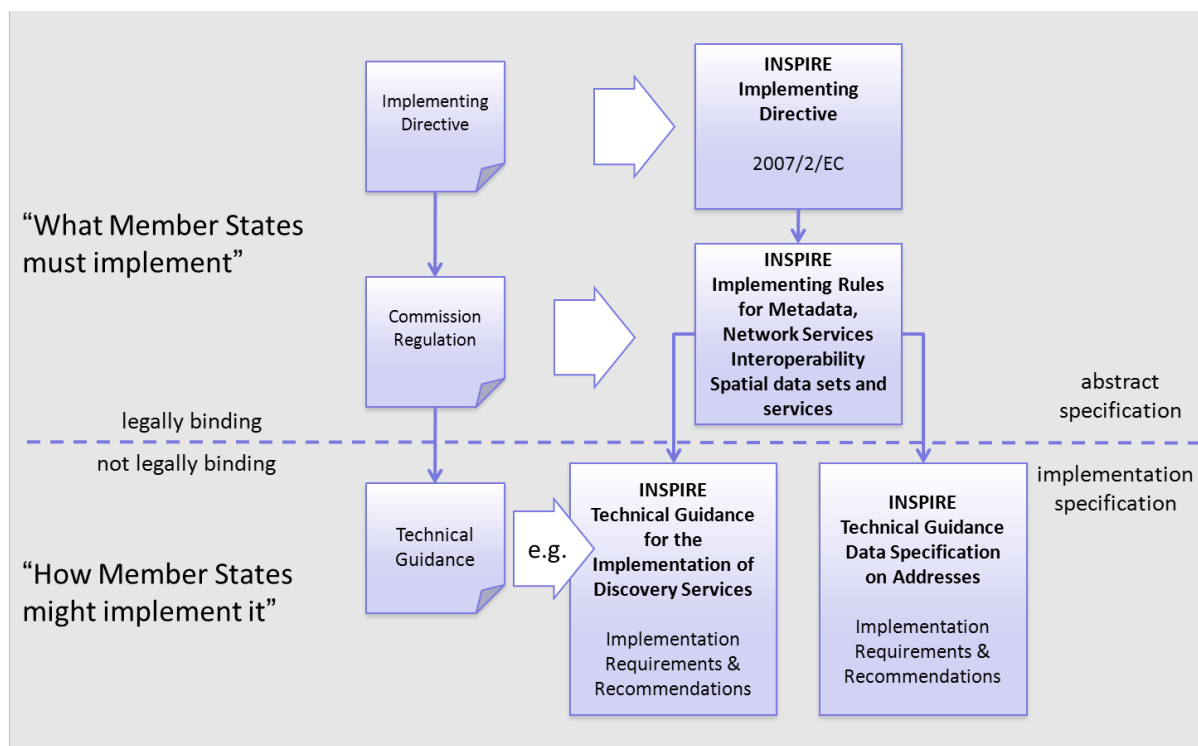 Implementing
Directive
INSPIRE
Implementing
Directive
2007/2/EC
“What Member States
must implement”
Commission
Regulation
INSPIRE
Implementing Rules
for Metadata,
Network Services
Interoperability
Spatial data sets and
services
abstract
specification
legally binding
not legally binding
implementation
specification
Technical
Guidance
e.g.
INSPIRE
Technical Guidance
for the
Implementation of
Discovery Services
Implementation
Requirements &
Recommendations
INSPIRE
Technical Guidance
Data Specification
on Addresses
Implementation
Requirements &
Recommendations
“How Member States
might implement it”